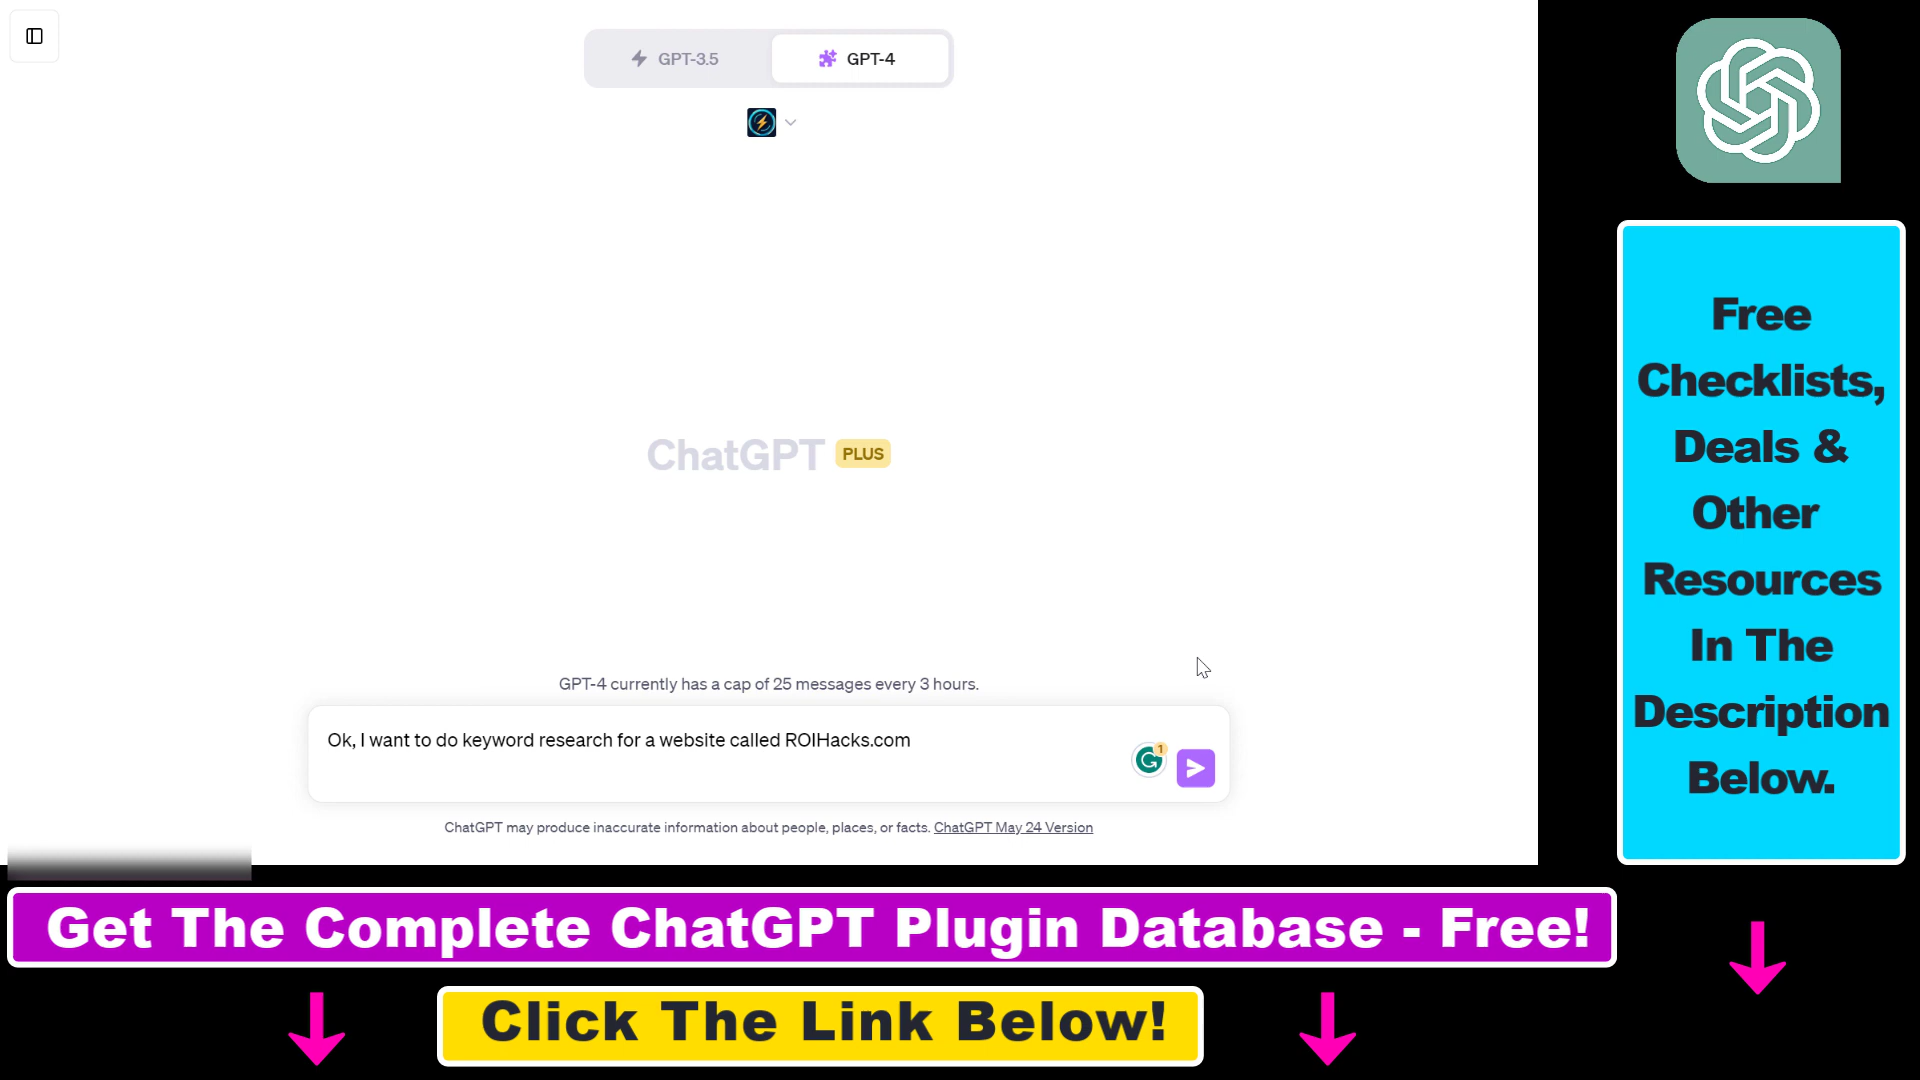 GPT-3.5
GPT-4
ChatGPT PLUS
GPT-4 currently has a cap of 25 messages every 3 hours.
Ok, I want to do keyword research for a website called ROIHacks.com
1
ChatGPT may produce inaccurate information about people, places, or facts. ChatGPT May 24 Version
Free
Checklists,
Deals &
Other
Resources
In The
Description
Below.
Get The Complete ChatGPT Plugin Database - Free!
Click The Link Below!